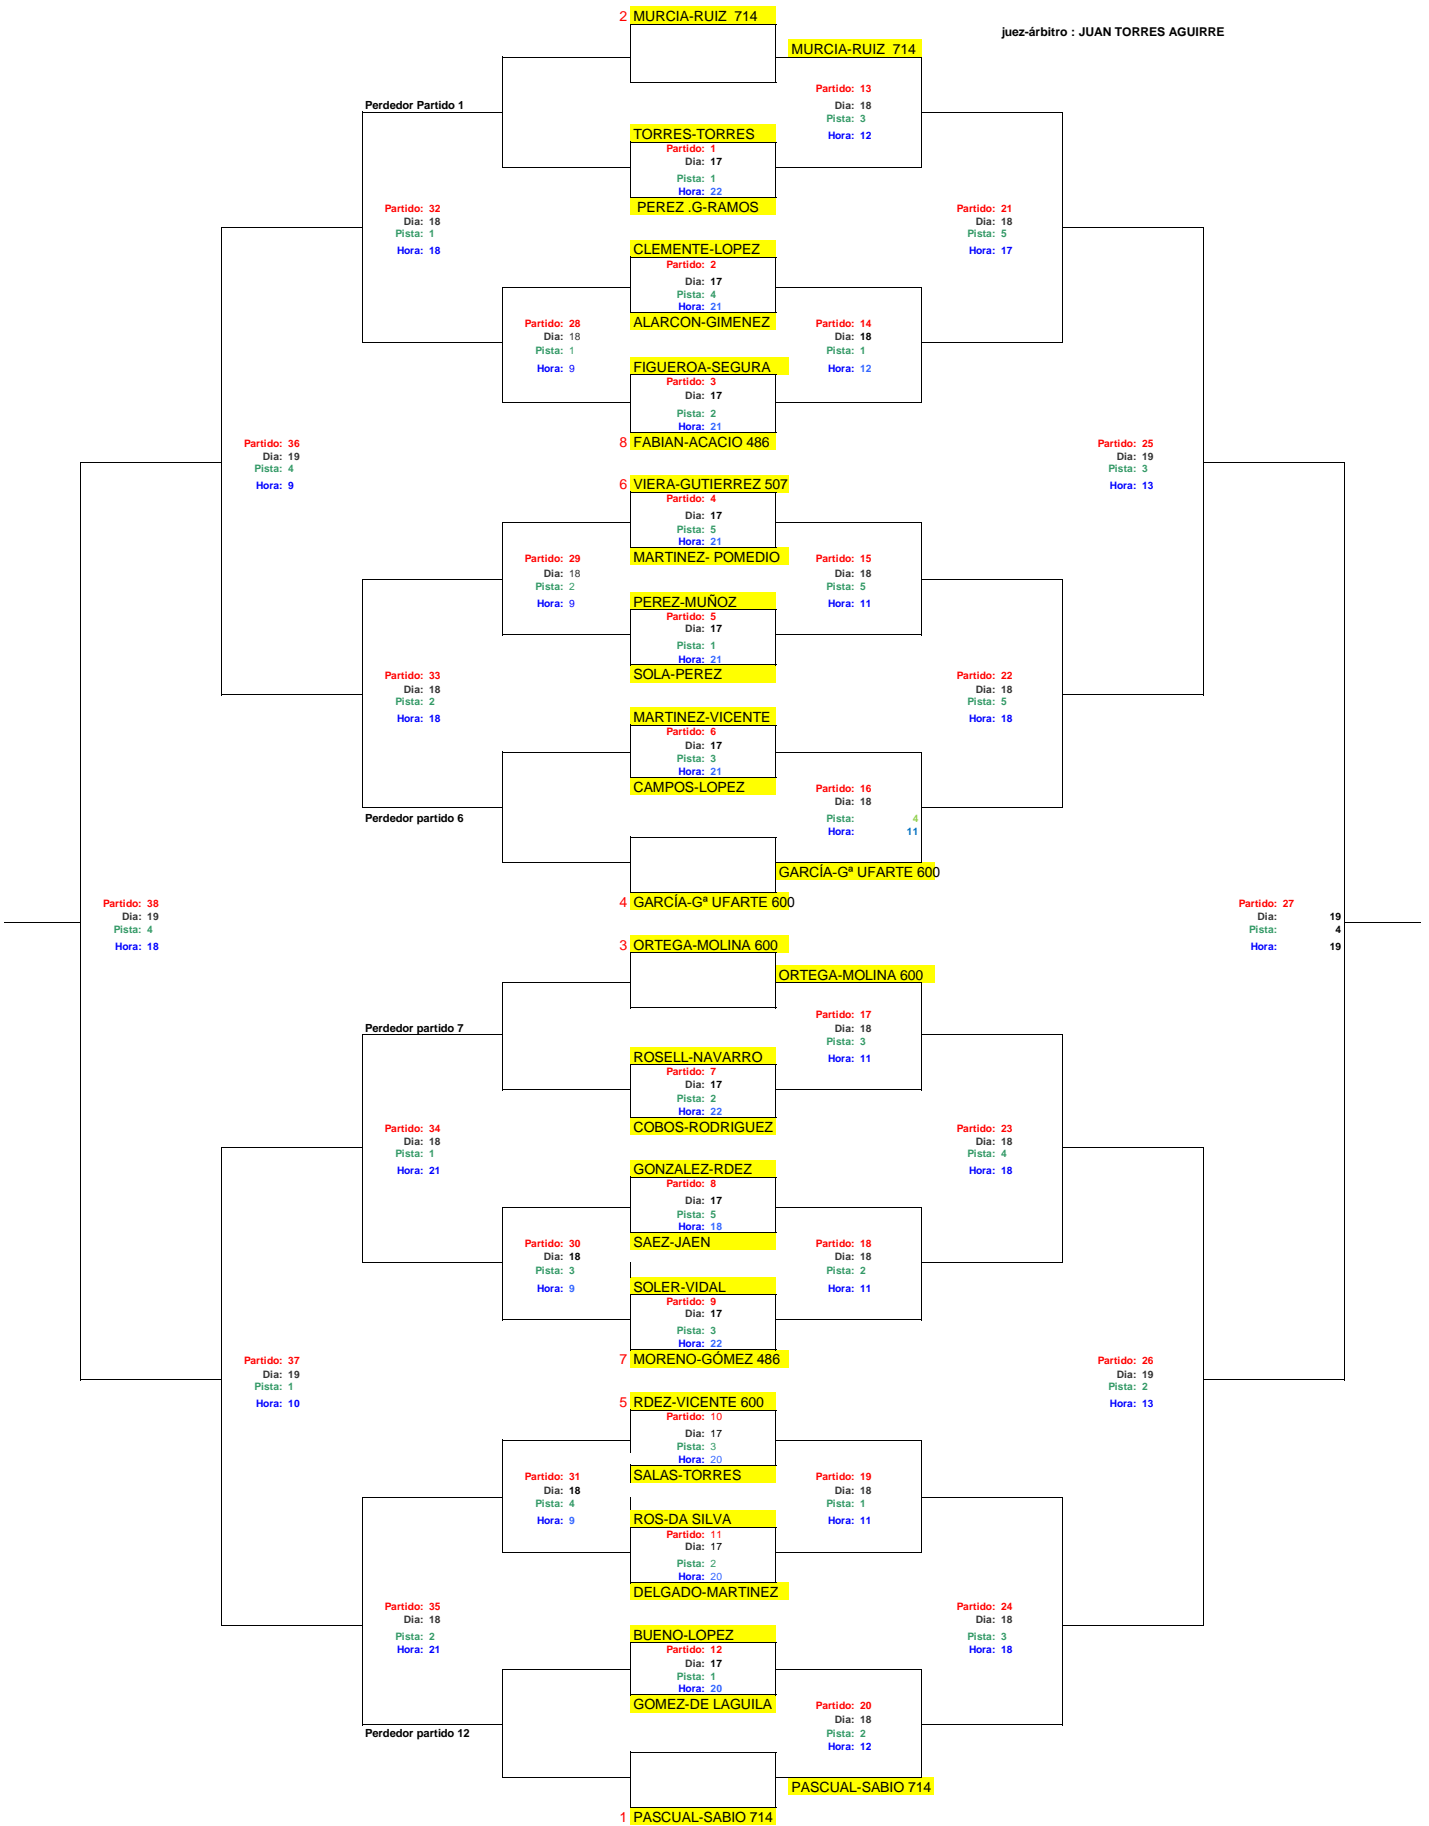 2 MURCIA-RUIZ 714
juez-árbitro : JUAN TORRES AGUIRRE
MURCIA-RUIZ 714
Partido: 13
Dia: 18
Pista: 3
Hora: 12
Perdedor Partido 1
TORRES-TORRES
Partido: 1
Dia: 17
Pista: 1
Hora: 22
PEREZ .G-RAMOS
Partido: 32
Dia: 18
Pista: 1
Hora: 18
Partido: 21
Dia: 18
Pista: 5
Hora: 17
CLEMENTE-LOPEZ
Partido: 2
Dia: 17
Pista: 4
Hora: 21
ALARCON-GIMENEZ
Partido: 28
Dia: 18
Pista: 1
Hora: 9
Partido: 14
Dia: 18
Pista: 1
Hora: 12
FIGUEROA-SEGURA
Partido: 3
Dia: 17
Pista: 2
Hora: 21
8 FABIAN-ACACIO 486
Partido: 36
Dia: 19
Pista: 4
Hora: 9
Partido: 25
Dia: 19
Pista: 3
Hora: 13
6 VIERA-GUTIERREZ 507
Partido: 4
Dia: 17
Pista: 5
Hora: 21
MARTINEZ- POMEDIO
Partido: 29
Dia: 18
Pista: 2
Hora: 9
Partido: 15
Dia: 18
Pista: 5
Hora: 11
PEREZ-MUÑOZ
Partido: 5
Dia: 17
Pista: 1
Hora: 21
SOLA-PEREZ
Partido: 33
Dia: 18
Pista: 2
Hora: 18
Partido: 22
Dia: 18
Pista: 5
Hora: 18
MARTINEZ-VICENTE
Partido: 6
Dia: 17
Pista: 3
Hora: 21
CAMPOS-LOPEZ
Partido: 16
Dia: 18
Pista: 4
Hora: 11
Perdedor partido 6
GARCÍA-Gª UFARTE 600
4 GARCÍA-Gª UFARTE 600
Partido: 38
Dia: 19
Pista: 4
Hora: 18
Partido: 27
Dia: 19
Pista: 4
Hora: 19
3 ORTEGA-MOLINA 600
ORTEGA-MOLINA 600
Partido: 17
Dia: 18
Pista: 3
Hora: 11
Perdedor partido 7
ROSELL-NAVARRO
Partido: 7
Dia: 17
Pista: 2
Hora: 22
COBOS-RODRIGUEZ
Partido: 34
Dia: 18
Pista: 1
Hora: 21
Partido: 23
Dia: 18
Pista: 4
Hora: 18
GONZALEZ-RDEZ
Partido: 8
Dia: 17
Pista: 5
Hora: 18
SAEZ-JAEN
Partido: 30
Dia: 18
Pista: 3
Hora: 9
Partido: 18
Dia: 18
Pista: 2
Hora: 11
SOLER-VIDAL
Partido: 9
Dia: 17
Pista: 3
Hora: 22
7 MORENO-GÓMEZ 486
Partido: 37
Dia: 19
Pista: 1
Hora: 10
Partido: 26
Dia: 19
Pista: 2
Hora: 13
5 RDEZ-VICENTE 600
Partido: 10
Dia: 17
Pista: 3
Hora: 20
SALAS-TORRES
Partido: 31
Dia: 18
Pista: 4
Hora: 9
Partido: 19
Dia: 18
Pista: 1
Hora: 11
ROS-DA SILVA
Partido: 11
Dia: 17
Pista: 2
Hora: 20
DELGADO-MARTINEZ
Partido: 35
Dia: 18
Pista: 2
Hora: 21
Partido: 24
Dia: 18
Pista: 3
Hora: 18
BUENO-LOPEZ
Partido: 12
Dia: 17
Pista: 1
Hora: 20
GOMEZ-DE LAGUILA
Partido: 20
Dia: 18
Pista: 2
Hora: 12
Perdedor partido 12
PASCUAL-SABIO 714
1 PASCUAL-SABIO 714